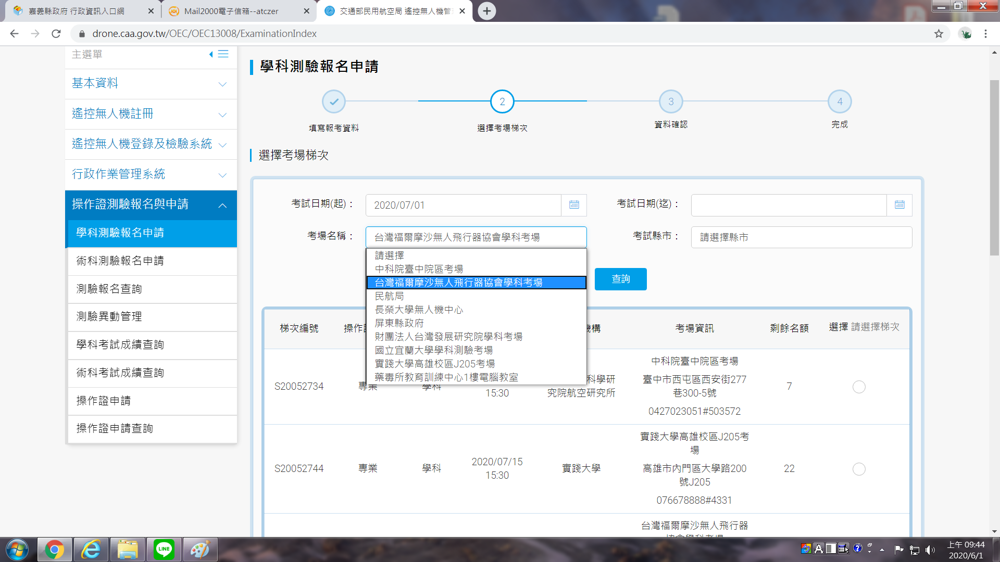 嘉義縣政府 行政資訊入口網
Mail2000電子信箱--atczer
交通部民用航空局 遙控無人機管
drone.caa.gov.tw/OEC/OEC13008/ExaminationIndex
主選單
基本資料
遙控無人機註冊
遙控無人機登錄及檢驗系統
行政作業管理系統
操作證測驗報名與申請
學科測驗報名申請
術科測驗報名申請
測驗報名查詢
測驗異動管理
學科考試成績查詢
術科考試成績查詢
操作證申請
操作證申請查詢
學科測驗報名申請
2
3
4
填寫報考資料
選擇考場梯次
資料確認
完成
選擇考場梯次
考試日期(起)：
2020/07/01
考試日期(迄)：
考場名稱：
台灣福爾摩沙無人飛行器協會學科考場
考試縣市：
請選擇縣市
請選擇
中科院臺中院區考場
台灣福爾摩沙無人飛行器協會學科考場
民航局
長榮大學無人機中心
屏東縣政府
財團法人台灣發展研究院學科考場
國立宜蘭大學學科測驗考場
實踐大學高雄校區J205考場
藥毒所教育訓練中心1樓電腦教室
查詢
梯次編號
操作
機構
考場資訊
剩餘名額
選擇 請選擇梯次
S20052734
專業
學科
15:30
科學研
究院航空研究所
中科院臺中院區考場
臺中市西屯區西安街277
巷300-5號
0427023051#503572
7
S20052744
專業
學科
2020/07/15
15:30
實踐大學
實踐大學高雄校區J205考
場
高雄市內門區大學路200
號J205
076678888#4331
22
台灣福爾摩沙無人飛行器
協會學科考場
LINE
A
上午 09:44
2020/6/1